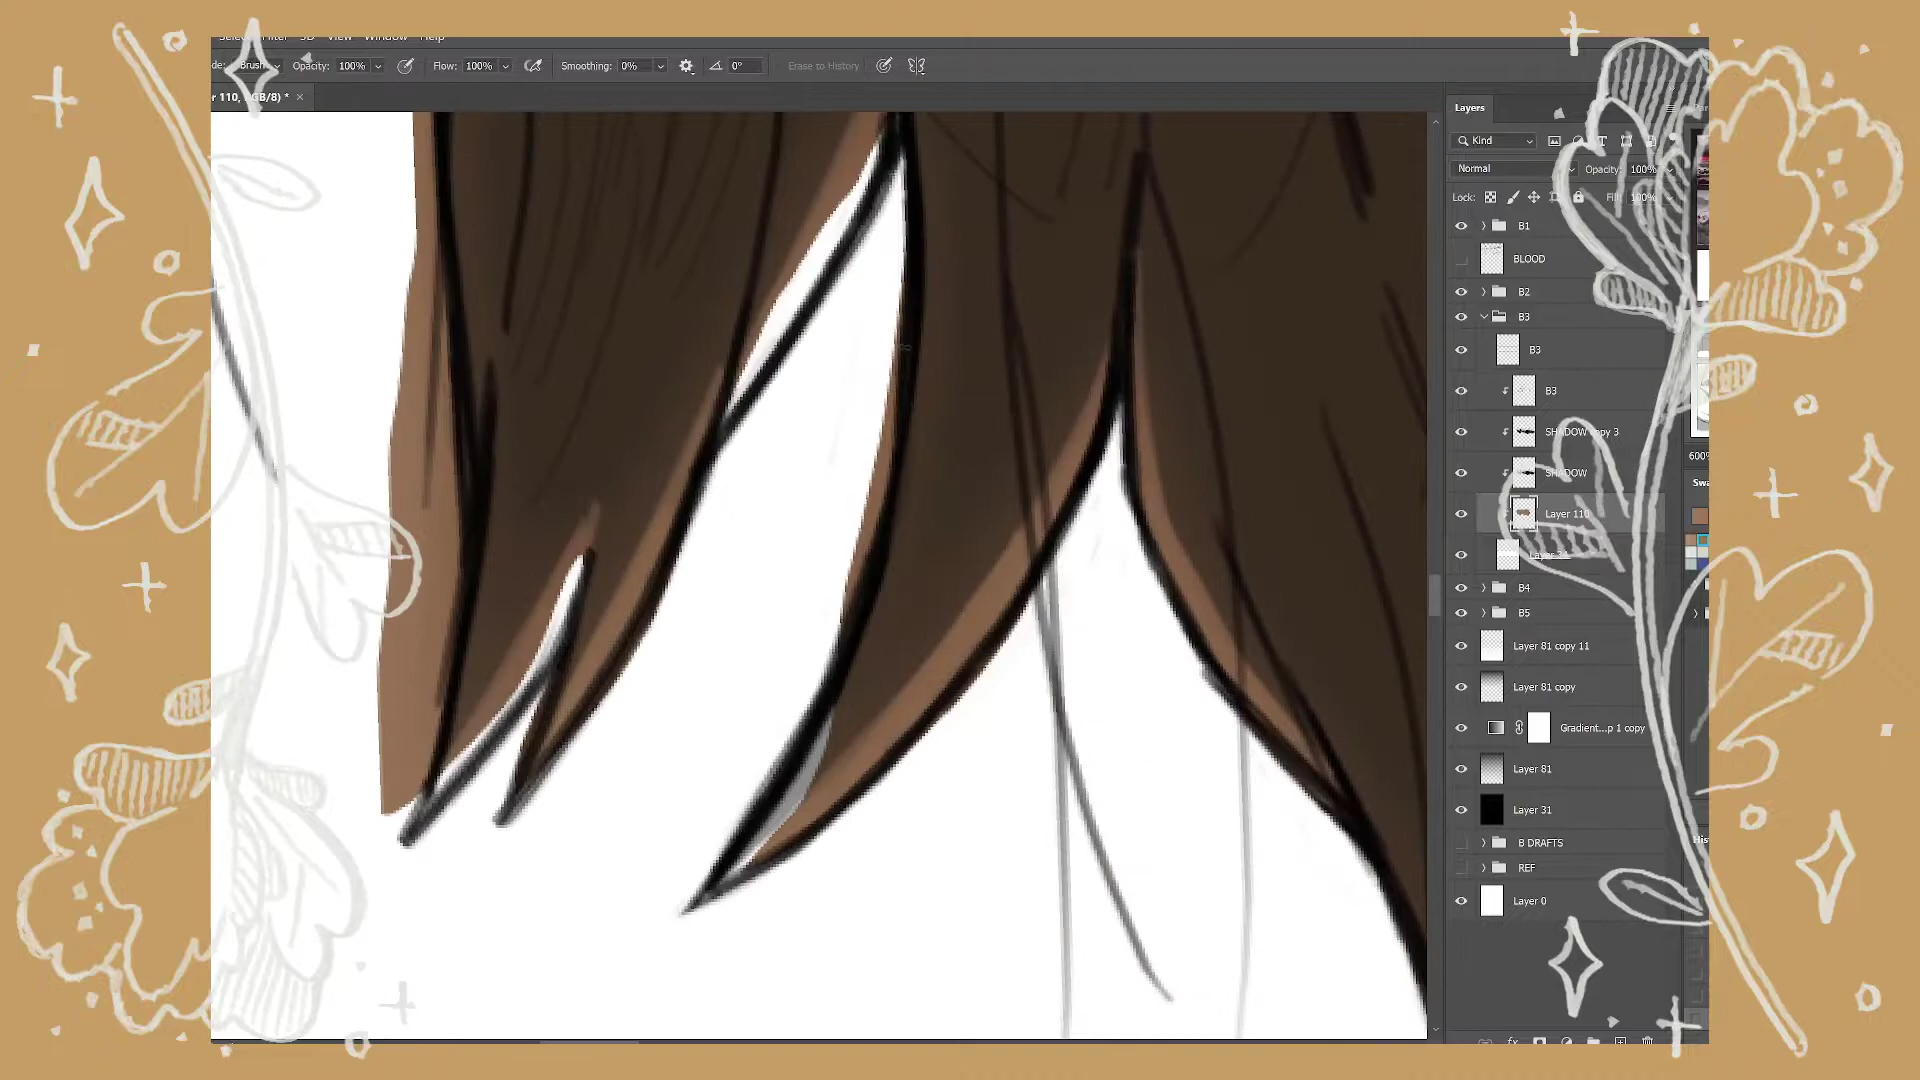 Select Filter 3D View Window Help
de: Brush Opacity: 100% Flow: 100% Smoothing: 0% 0° Erase to History
r 110, RGB/8) * ×
Layers
Kind
Normal Opacity: 100%
Lock: Fill: 100%
B1
BLOOD
B2
B3
B3
B3
SHADOW copy 3
SHADOW
600%
Swa
Layer 110
B4
B5
Layer 81 copy 11
Layer 81 copy
Gradient...p 1 copy
Layer 81
Layer 31
His
B DRAFTS
REF
Layer 0
fx